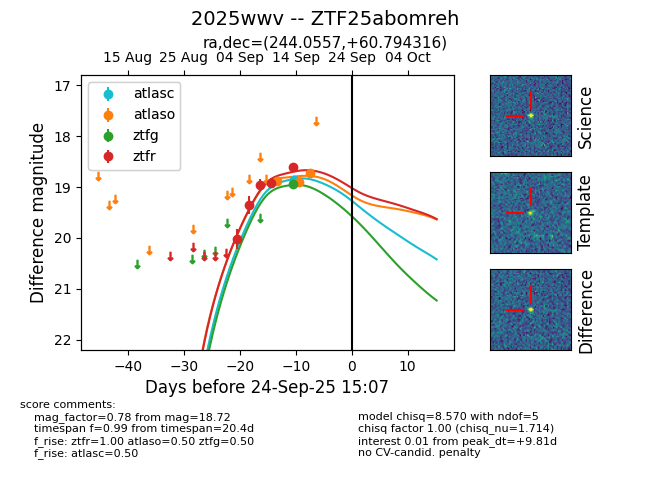 2025wwv -- ZTF25abomreh
ra,dec=(244.0557,+60.794316)
15 Aug 25 Aug 04 Sep 14 Sep 24 Sep 04 Oct
17
18
19
20
21
22
Difference magnitude
atlasc
atlaso
ztfg
ztfr
−40 −30 −20 −10 0 10
Days before 24-Sep-25 15:07
Science
Template
Difference
score comments:
mag_factor=0.78 from mag=18.72
timespan f=0.99 from timespan=20.4d
f_rise: ztfr=1.00 atlaso=0.50 ztfg=0.50
f_rise: atlasc=0.50
model chisq=8.570 with ndof=5
chisq factor 1.00 (chisq_nu=1.714)
interest 0.01 from peak_dt=+9.81d
no CV-candid. penalty